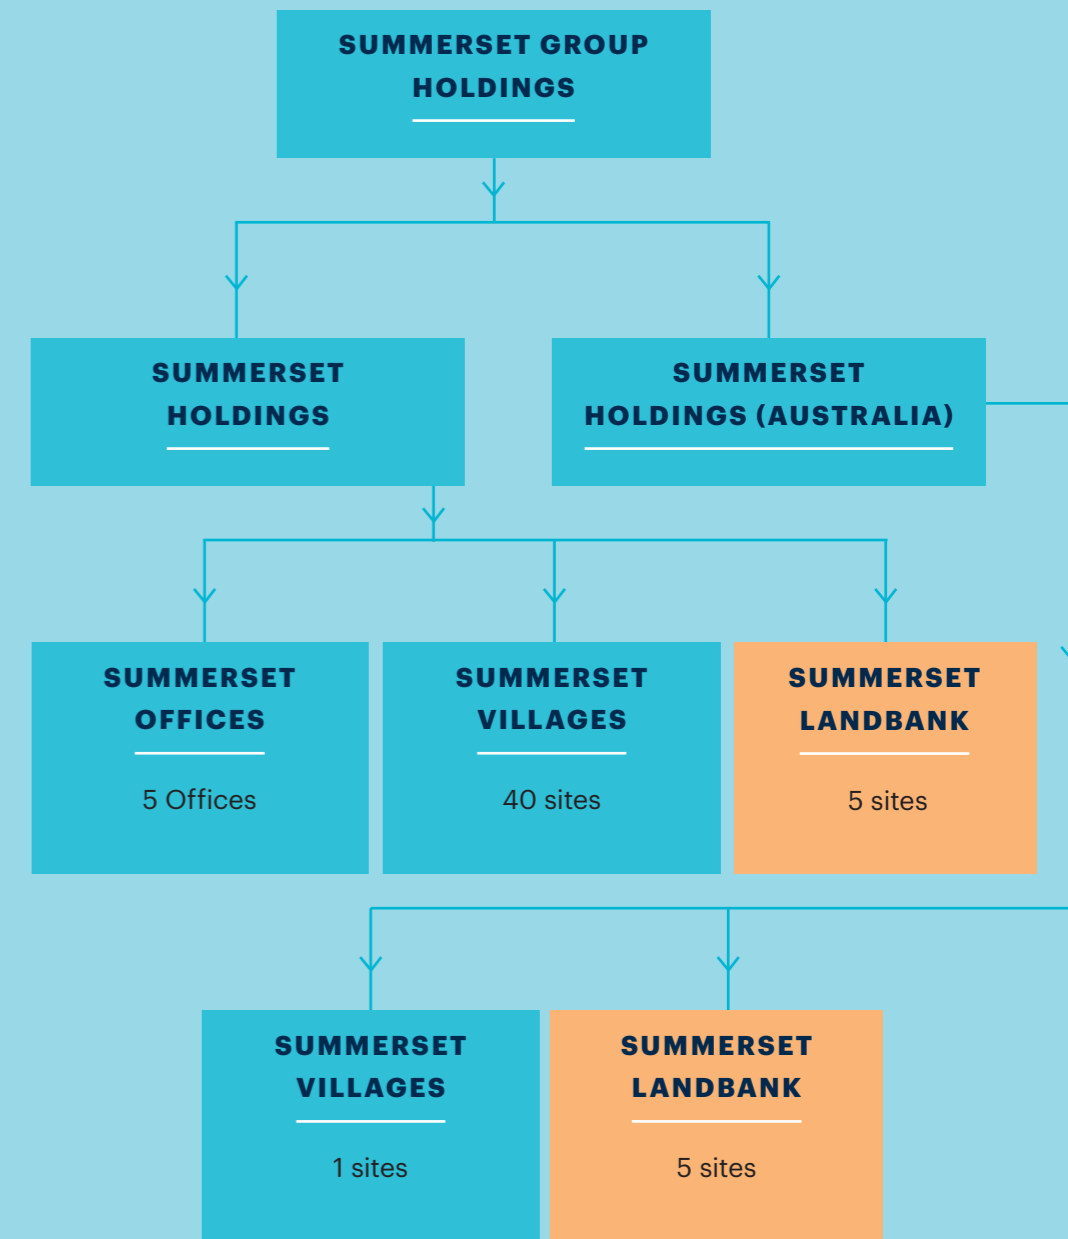 SUMMERSET GROUP
HOLDINGS
SUMMERSET
HOLDINGS
SUMMERSET
HOLDINGS (AUSTRALIA)
SUMMERSET
OFFICES
5 Offices
SUMMERSET
VILLAGES
40 sites
SUMMERSET
LANDBANK
5 sites
SUMMERSET
VILLAGES
1 sites
SUMMERSET
LANDBANK
5 sites